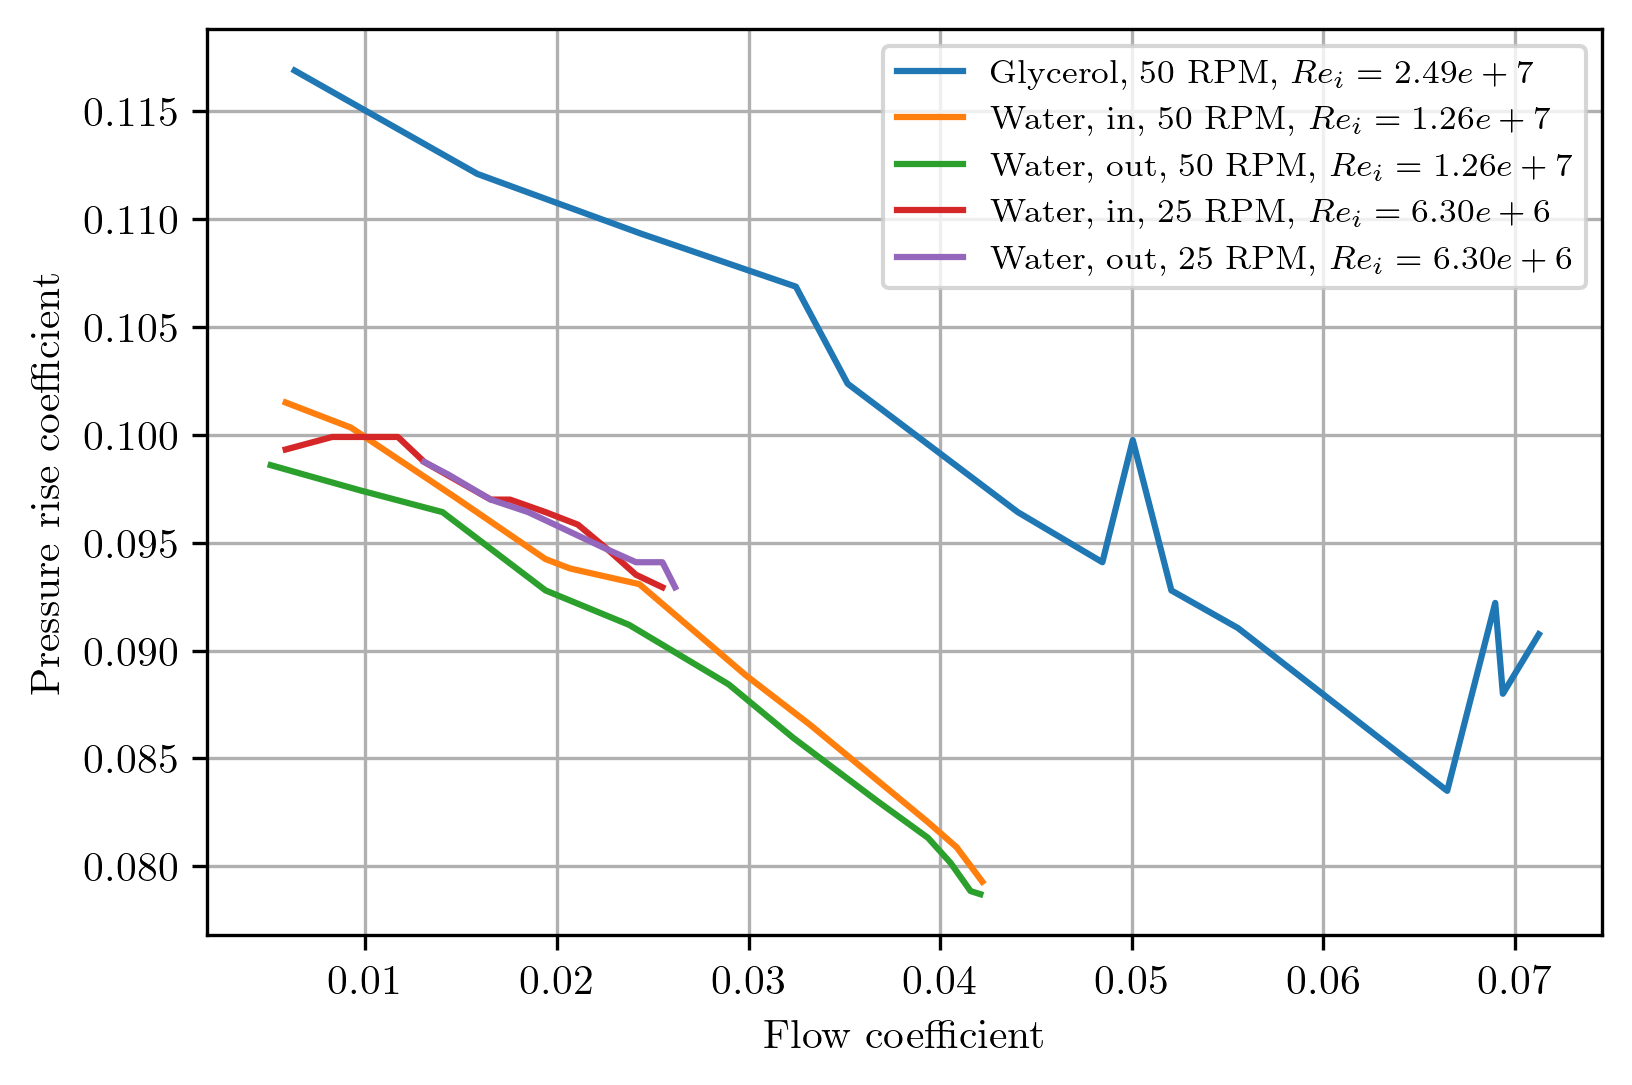 Glycerol, 50 RPM, Re_i = 2.49e + 7
Water, in, 50 RPM, Re_i = 1.26e + 7
Water, out, 50 RPM, Re_i = 1.26e + 7
Water, in, 25 RPM, Re_i = 6.30e + 6
Water, out, 25 RPM, Re_i = 6.30e + 6
Pressure rise coefficient
0.115
0.110
0.105
0.100
0.095
0.090
0.085
0.080
0.01 0.02 0.03 0.04 0.05 0.06 0.07
Flow coefficient